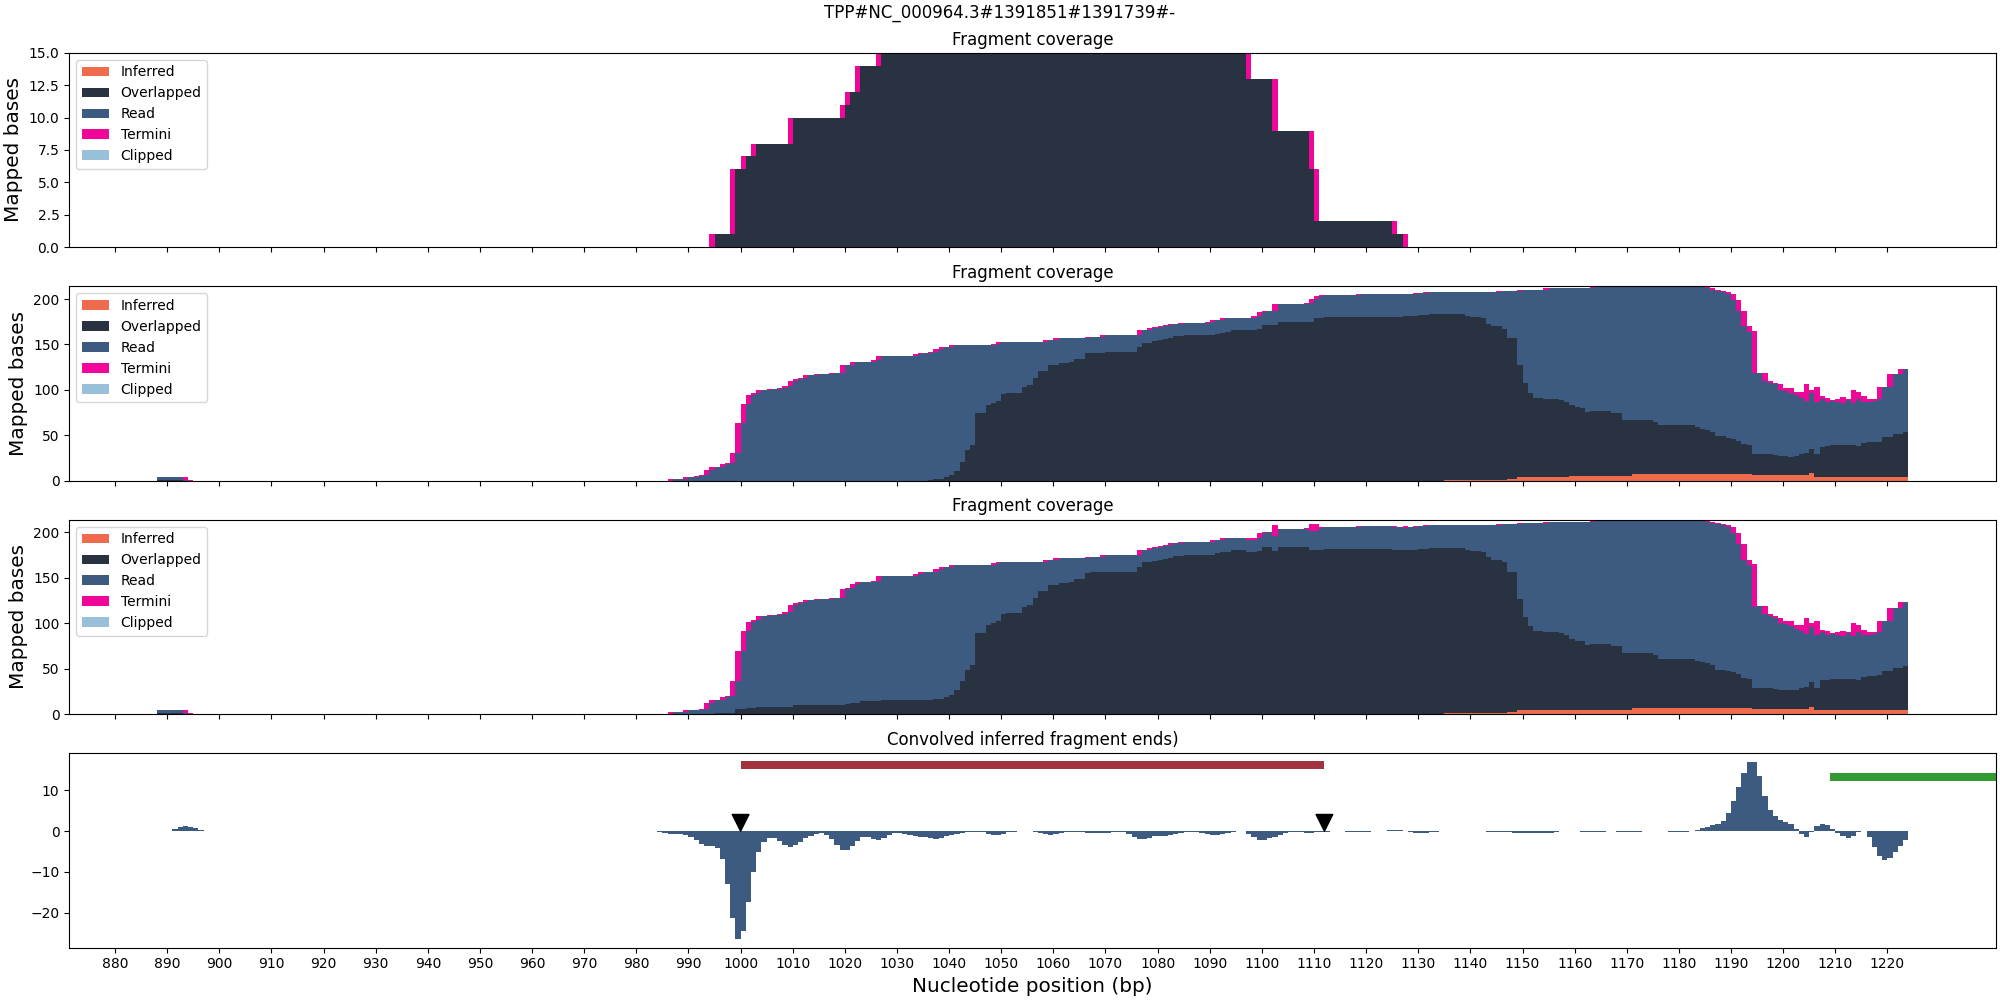 TPP#NC_000964.3#1391851#1391739#-
Fragment coverage
Mapped bases
15.0
12.5
10.0
7.5
5.0
2.5
0.0
Inferred
Overlapped
Read
Termini
Clipped
Fragment coverage
Mapped bases
200
150
100
50
0
Inferred
Overlapped
Read
Termini
Clipped
Fragment coverage
Mapped bases
200
150
100
50
0
Inferred
Overlapped
Read
Termini
Clipped
Convolved inferred fragment ends)
10
0
−10
−20
880 890 900 910 920 930 940 950 960 970 980 990 1000 1010 1020 1030 1040 1050 1060 1070 1080 1090 1100 1110 1120 1130 1140 1150 1160 1170 1180 1190 1200 1210 1220
Nucleotide position (bp)